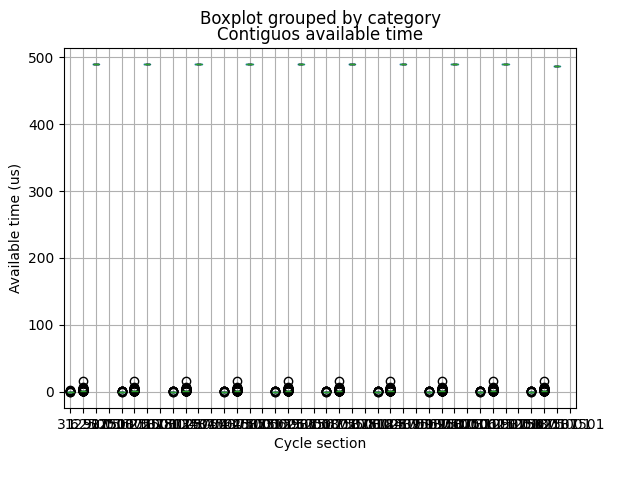 Boxplot grouped by category
Contiguos available time
500
400
300
200
100
0
Available time (us)
Cycle section